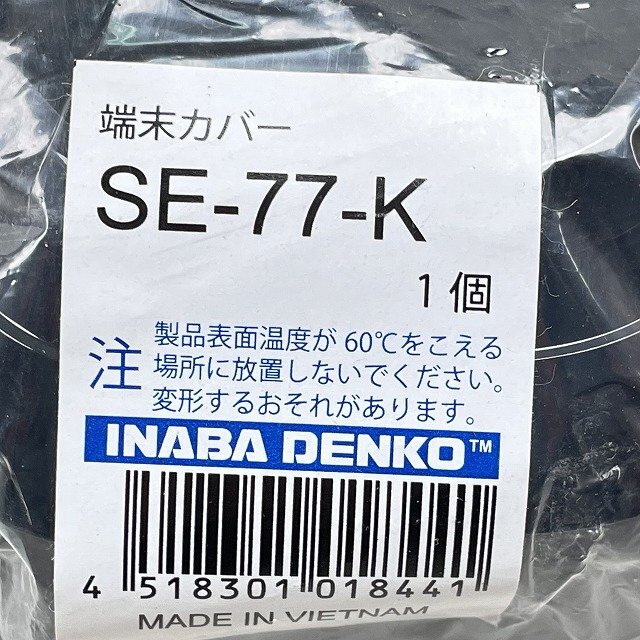 端末カバー
SE-77-K
1個
注
製品表面温度が60℃をこえる
場所に放置しないでください。
変形するおそれがあります。
INABA DENKO™
4 518301 018441
MADE IN VIETNAM